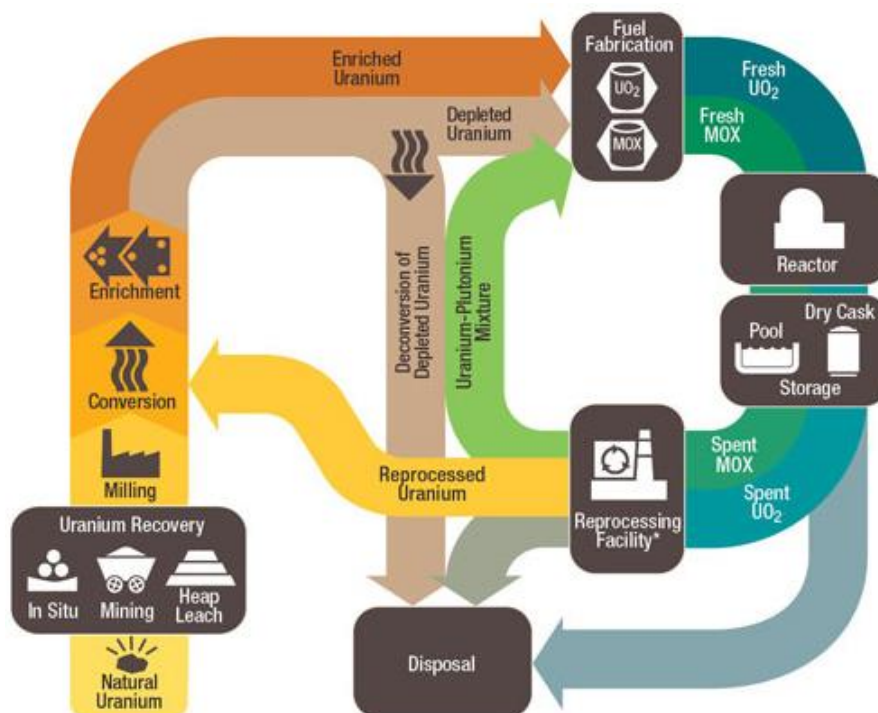 Enriched
Uranium
Depleted
Uranium
Fuel
Fabrication
UO₂
MOX
Fresh
UO₂
Fresh
MOX
Reactor
Pool
Dry Cask
Storage
Enrichment
Deconversion of
Depleted Uranium
Uranium-Plutonium
Mixture
Conversion
Milling
Reprocessed
Uranium
Reprocessing
Facility*
Spent
MOX
Spent
UO₂
Uranium Recovery
In Situ
Mining
Heap
Leach
Natural
Uranium
Disposal